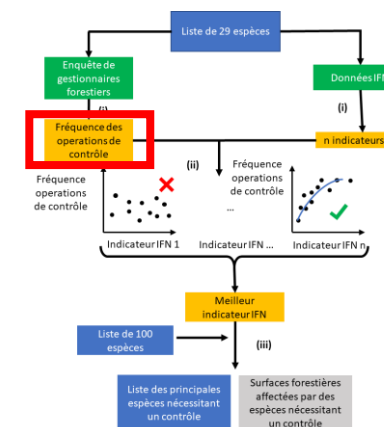 Liste de 29 espèces
Enquête de
gestionnaires
forestiers
Données IFN
(i)
(i)
Fréquence des
operations de
contrôle
n indicateurs
(ii)
Fréquence
operations
de contrôle
Fréquence
operations
de contrôle
...
Indicateur IFN 1
Indicateur IFN ...
Indicateur IFN n
Meilleur
indicateur IFN
Liste de 100
espèces
(iii)
Liste des principales
espèces nécessitant
un contrôle
Surfaces forestières
affectées par des
espèces nécessitant
un contrôle